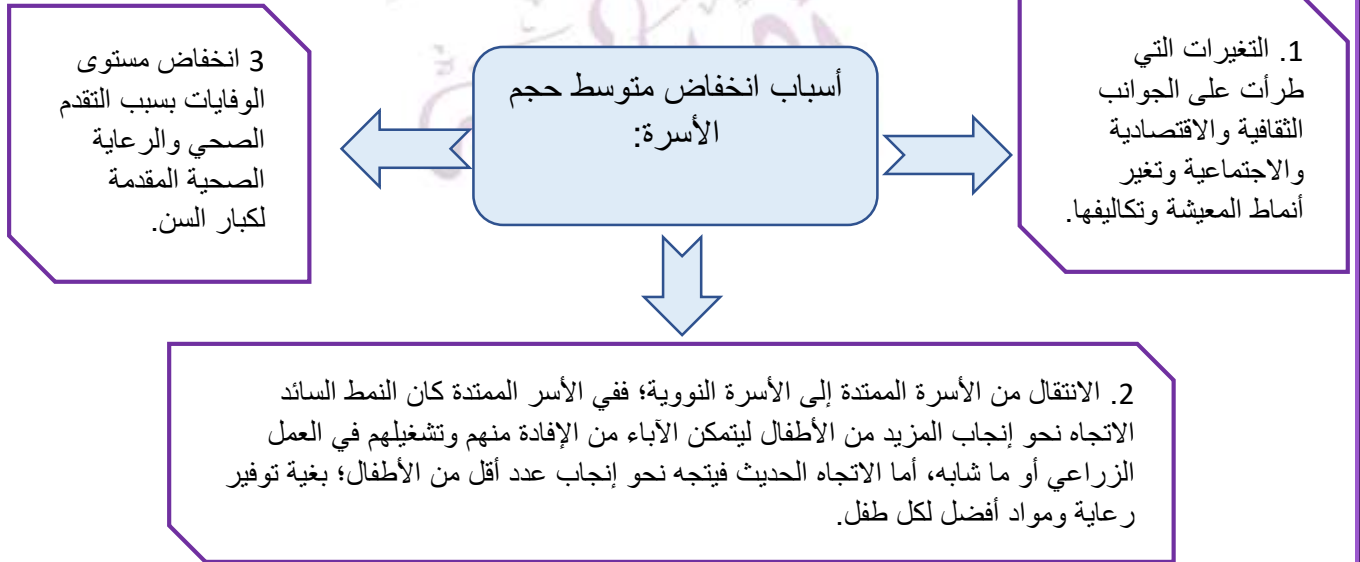 أسباب انخفاض متوسط حجم
الأسرة:
1. التغيرات التي
طرأت على الجوانب
الثقافية والاقتصادية
والاجتماعية وتغير
أنماط المعيشة وتكاليفها.
2. الانتقال من الأسرة الممتدة إلى الأسرة النووية؛ ففي الأسر الممتدة كان النمط السائد
الاتجاه نحو إنجاب المزيد من الأطفال ليتمكن الآباء من الإفادة منهم وتشغيلهم في العمل
الزراعي أو ما شابه، أما الاتجاه الحديث فيتجه نحو إنجاب عدد أقل من الأطفال؛ بغية توفير
رعاية ومواد أفضل لكل طفل.
3 انخفاض مستوى
الوفايات بسبب التقدم
الصحي والرعاية
الصحية المقدمة
لكبار السن.